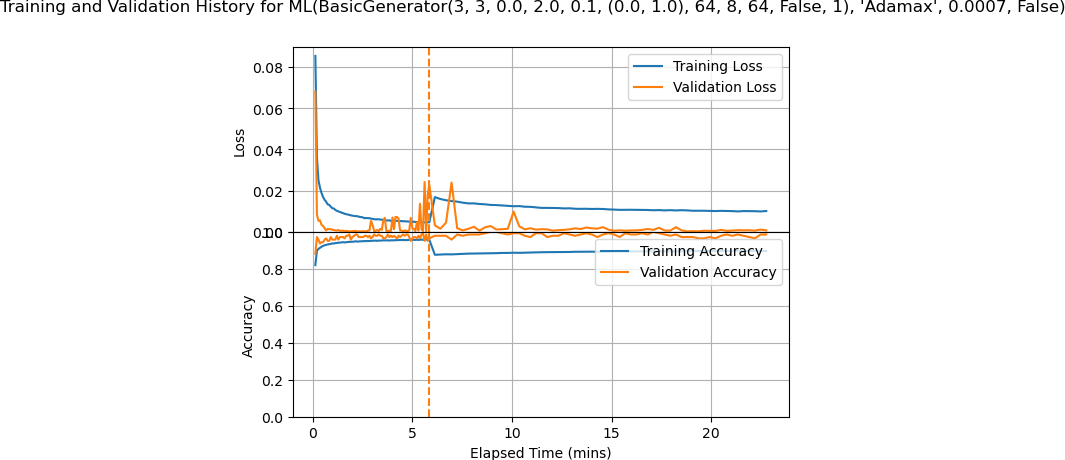 Training and Validation History for ML(BasicGenerator(3, 3, 0.0, 2.0, 0.1, (0.0, 1.0), 64, 8, 64, False, 1), 'Adamax', 0.0007, False)
0.08
0.06
0.04
0.02
0.00
Loss
Training Loss
Validation Loss
1.0
0.8
0.6
0.4
0.2
0.0
Accuracy
Training Accuracy
Validation Accuracy
0
5
10
15
20
Elapsed Time (mins)